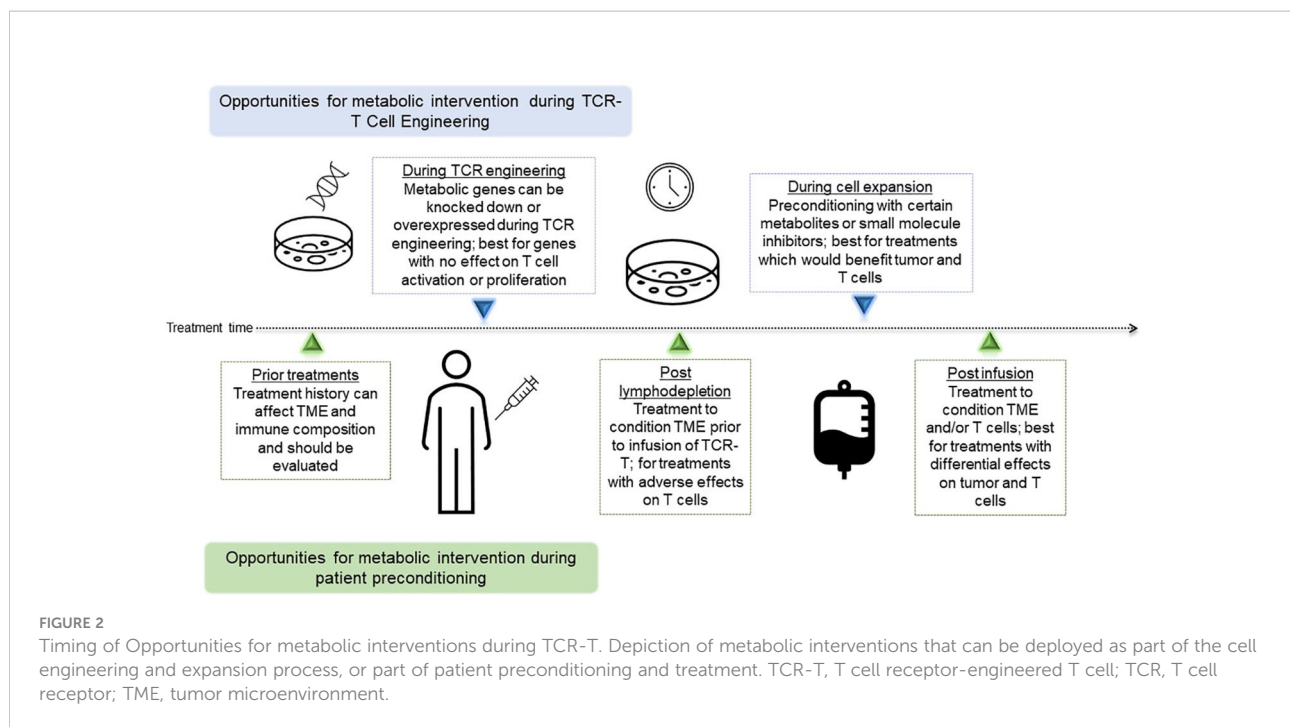 Opportunities for metabolic intervention during TCR-
T Cell Engineering
During TCR engineering
Metabolic genes can be
knocked down or
overexpressed during TCR
engineering; best for genes
with no effect on T cell
activation or proliferation
During cell expansion
Preconditioning with certain
metabolites or small molecule
inhibitors; best for treatments
which would benefit tumor and
T cells
Treatment time
Prior treatments
Treatment history can
affect TME and
immune composition
and should be
evaluated
Post
lymphodepletion
Treatment to
condition TME prior
to infusion of TCR-
T; for treatments
with adverse effects
on T cells
Post infusion
Treatment to
condition TME
and/or T cells; best
for treatments with
differential effects
on tumor and T
cells
Opportunities for metabolic intervention during
patient preconditioning
FIGURE 2
Timing of Opportunities for metabolic interventions during TCR-T. Depiction of metabolic interventions that can be deployed as part of the cell
engineering and expansion process, or part of patient preconditioning and treatment. TCR-T, T cell receptor-engineered T cell; TCR, T cell
receptor; TME, tumor microenvironment.